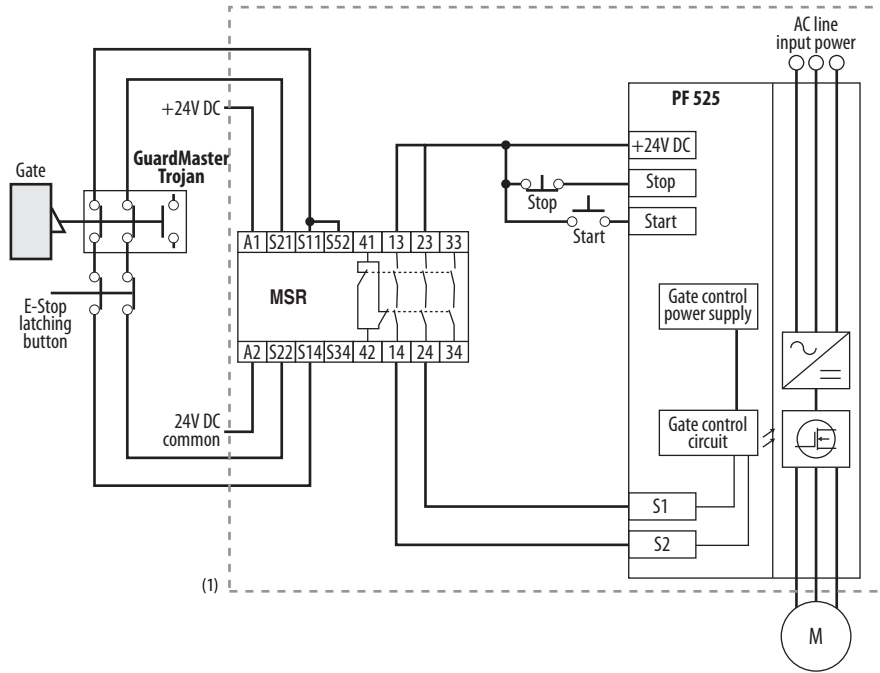 AC line
input power
PF 525
+24V DC
GuardMaster
Trojan
Gate
+24V DC
Stop
Stop
Start
Start
A1 S21 S11 S52 41 13 23 33
MSR
E-Stop
latching
button
Gate control
power supply
A2 S22 S14 S34 42 14 24 34
24V DC
common
Gate control
circuit
S1
S2
(1)
M